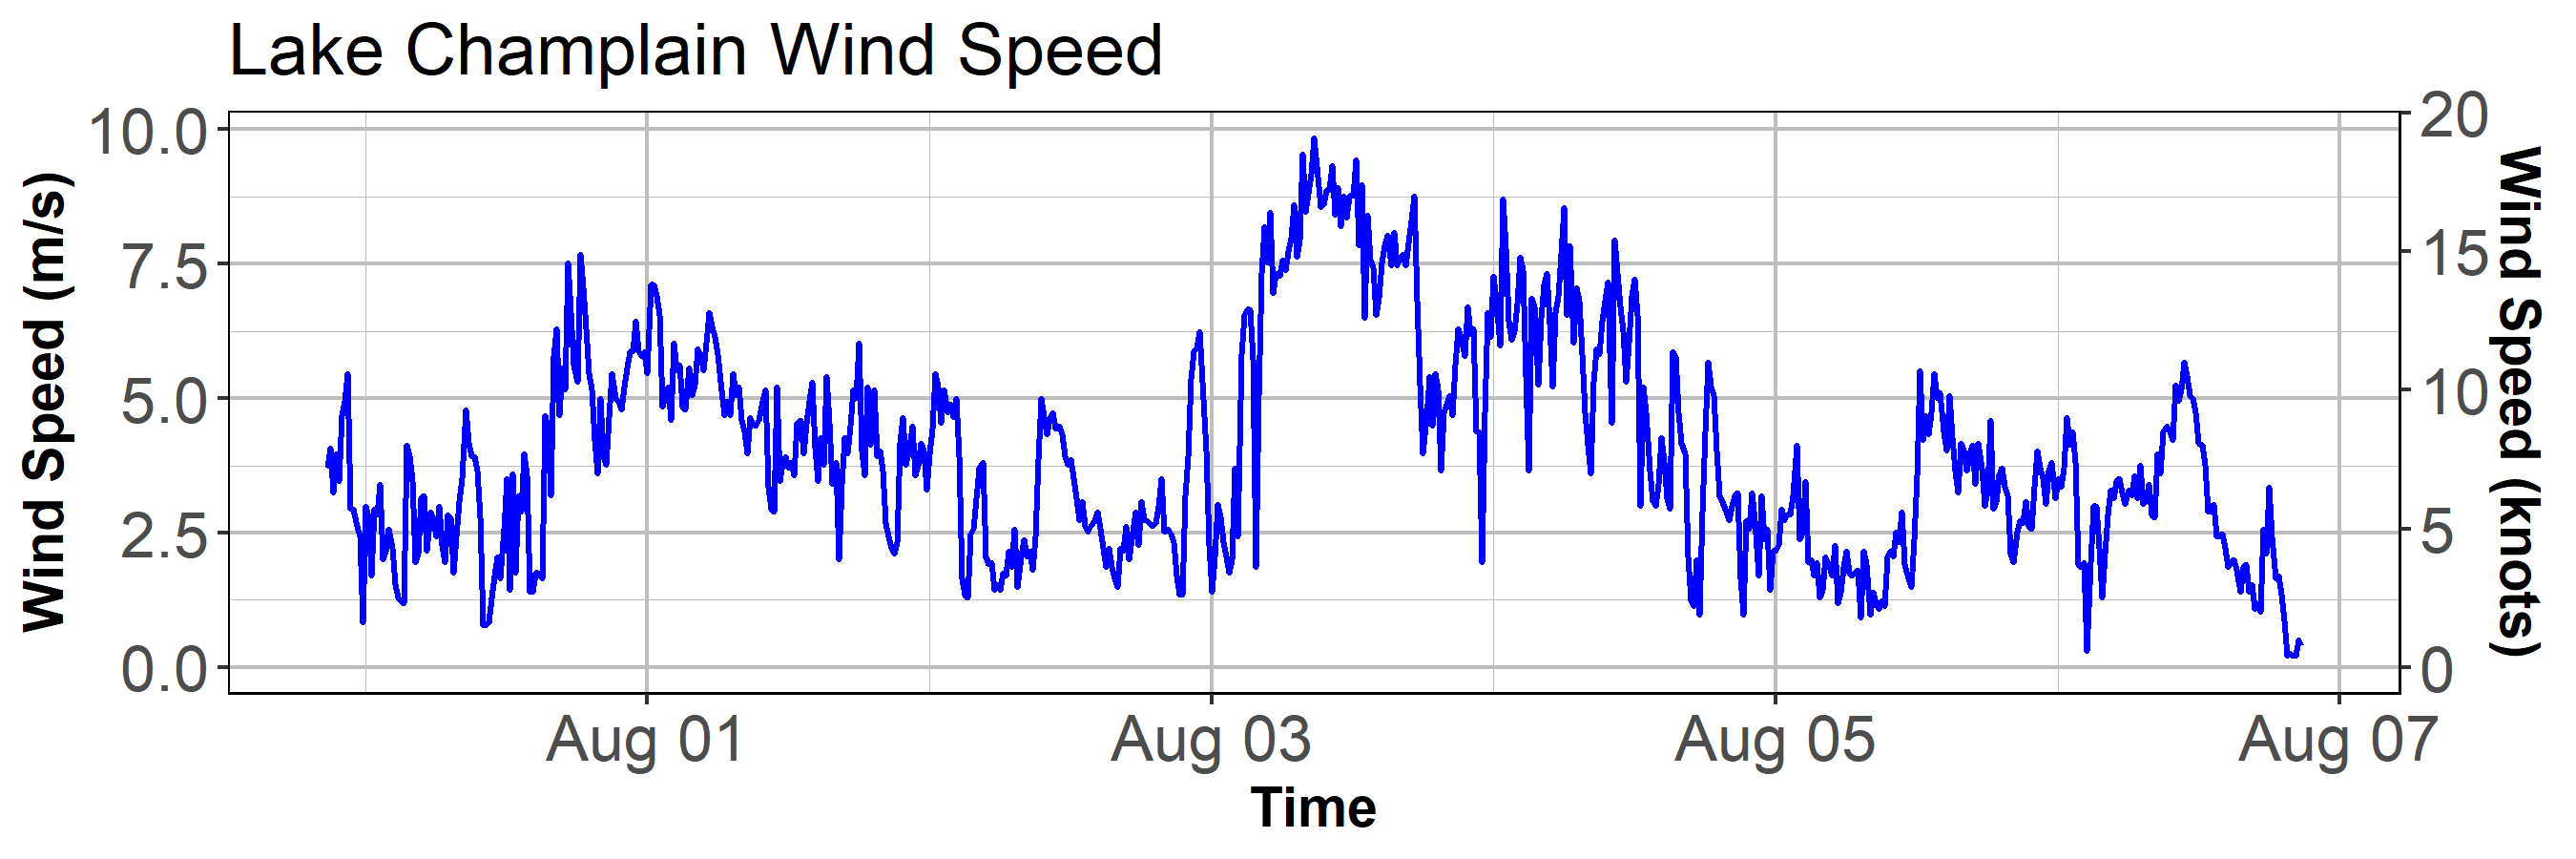 Lake Champlain Wind Speed
Wind Speed (m/s)
10.0
7.5
5.0
2.5
0.0
20
15
10
5
0
Wind Speed (knots)
Aug 01
Aug 03
Aug 05
Aug 07
Time